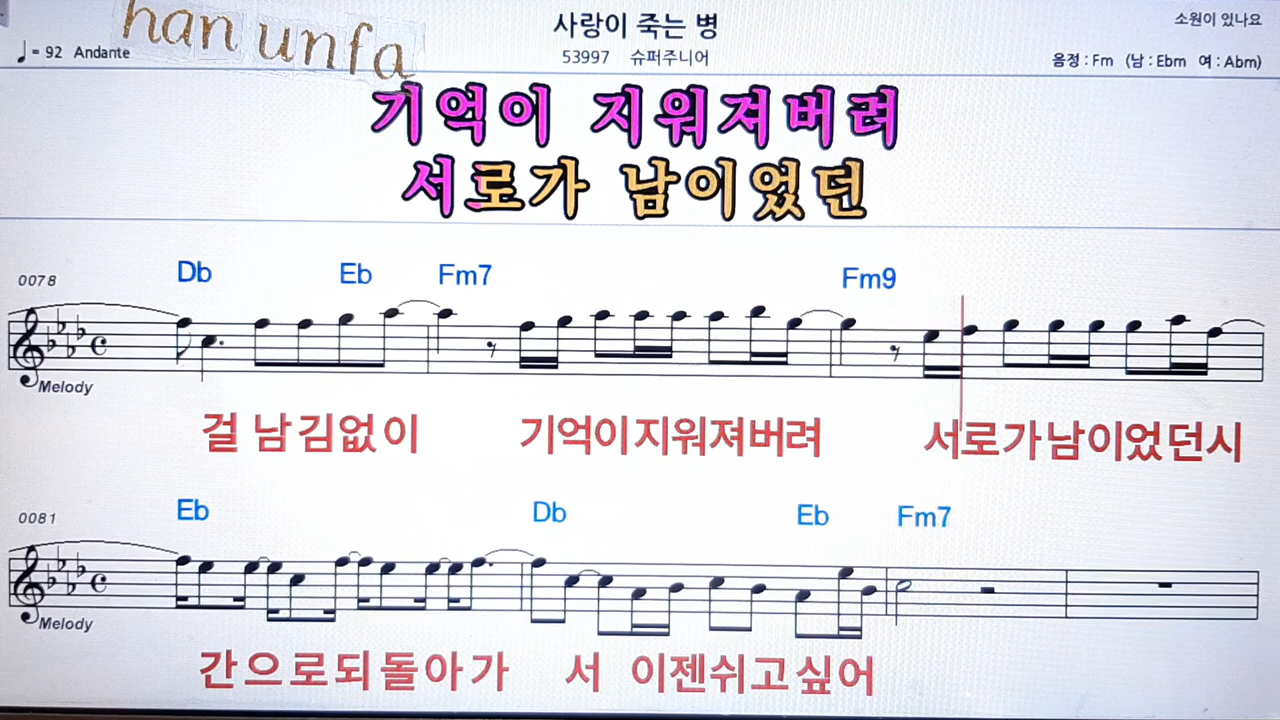 han unfa
사랑이 죽는 병
소원이 있나요
♩= 92 Andante
53997 슈퍼주니어
음정 : Fm (남 : Ebm 여 : Abm)
기억이 지워져버려
서로가 남이었던
0078
Db Eb Fm7 Fm9
Melody
걸 남김없이 기억이지워져버려 서로가남이었던시
0081
Eb Db Eb Fm7
Melody
간으로되돌아가 서 이젠쉬고싶어